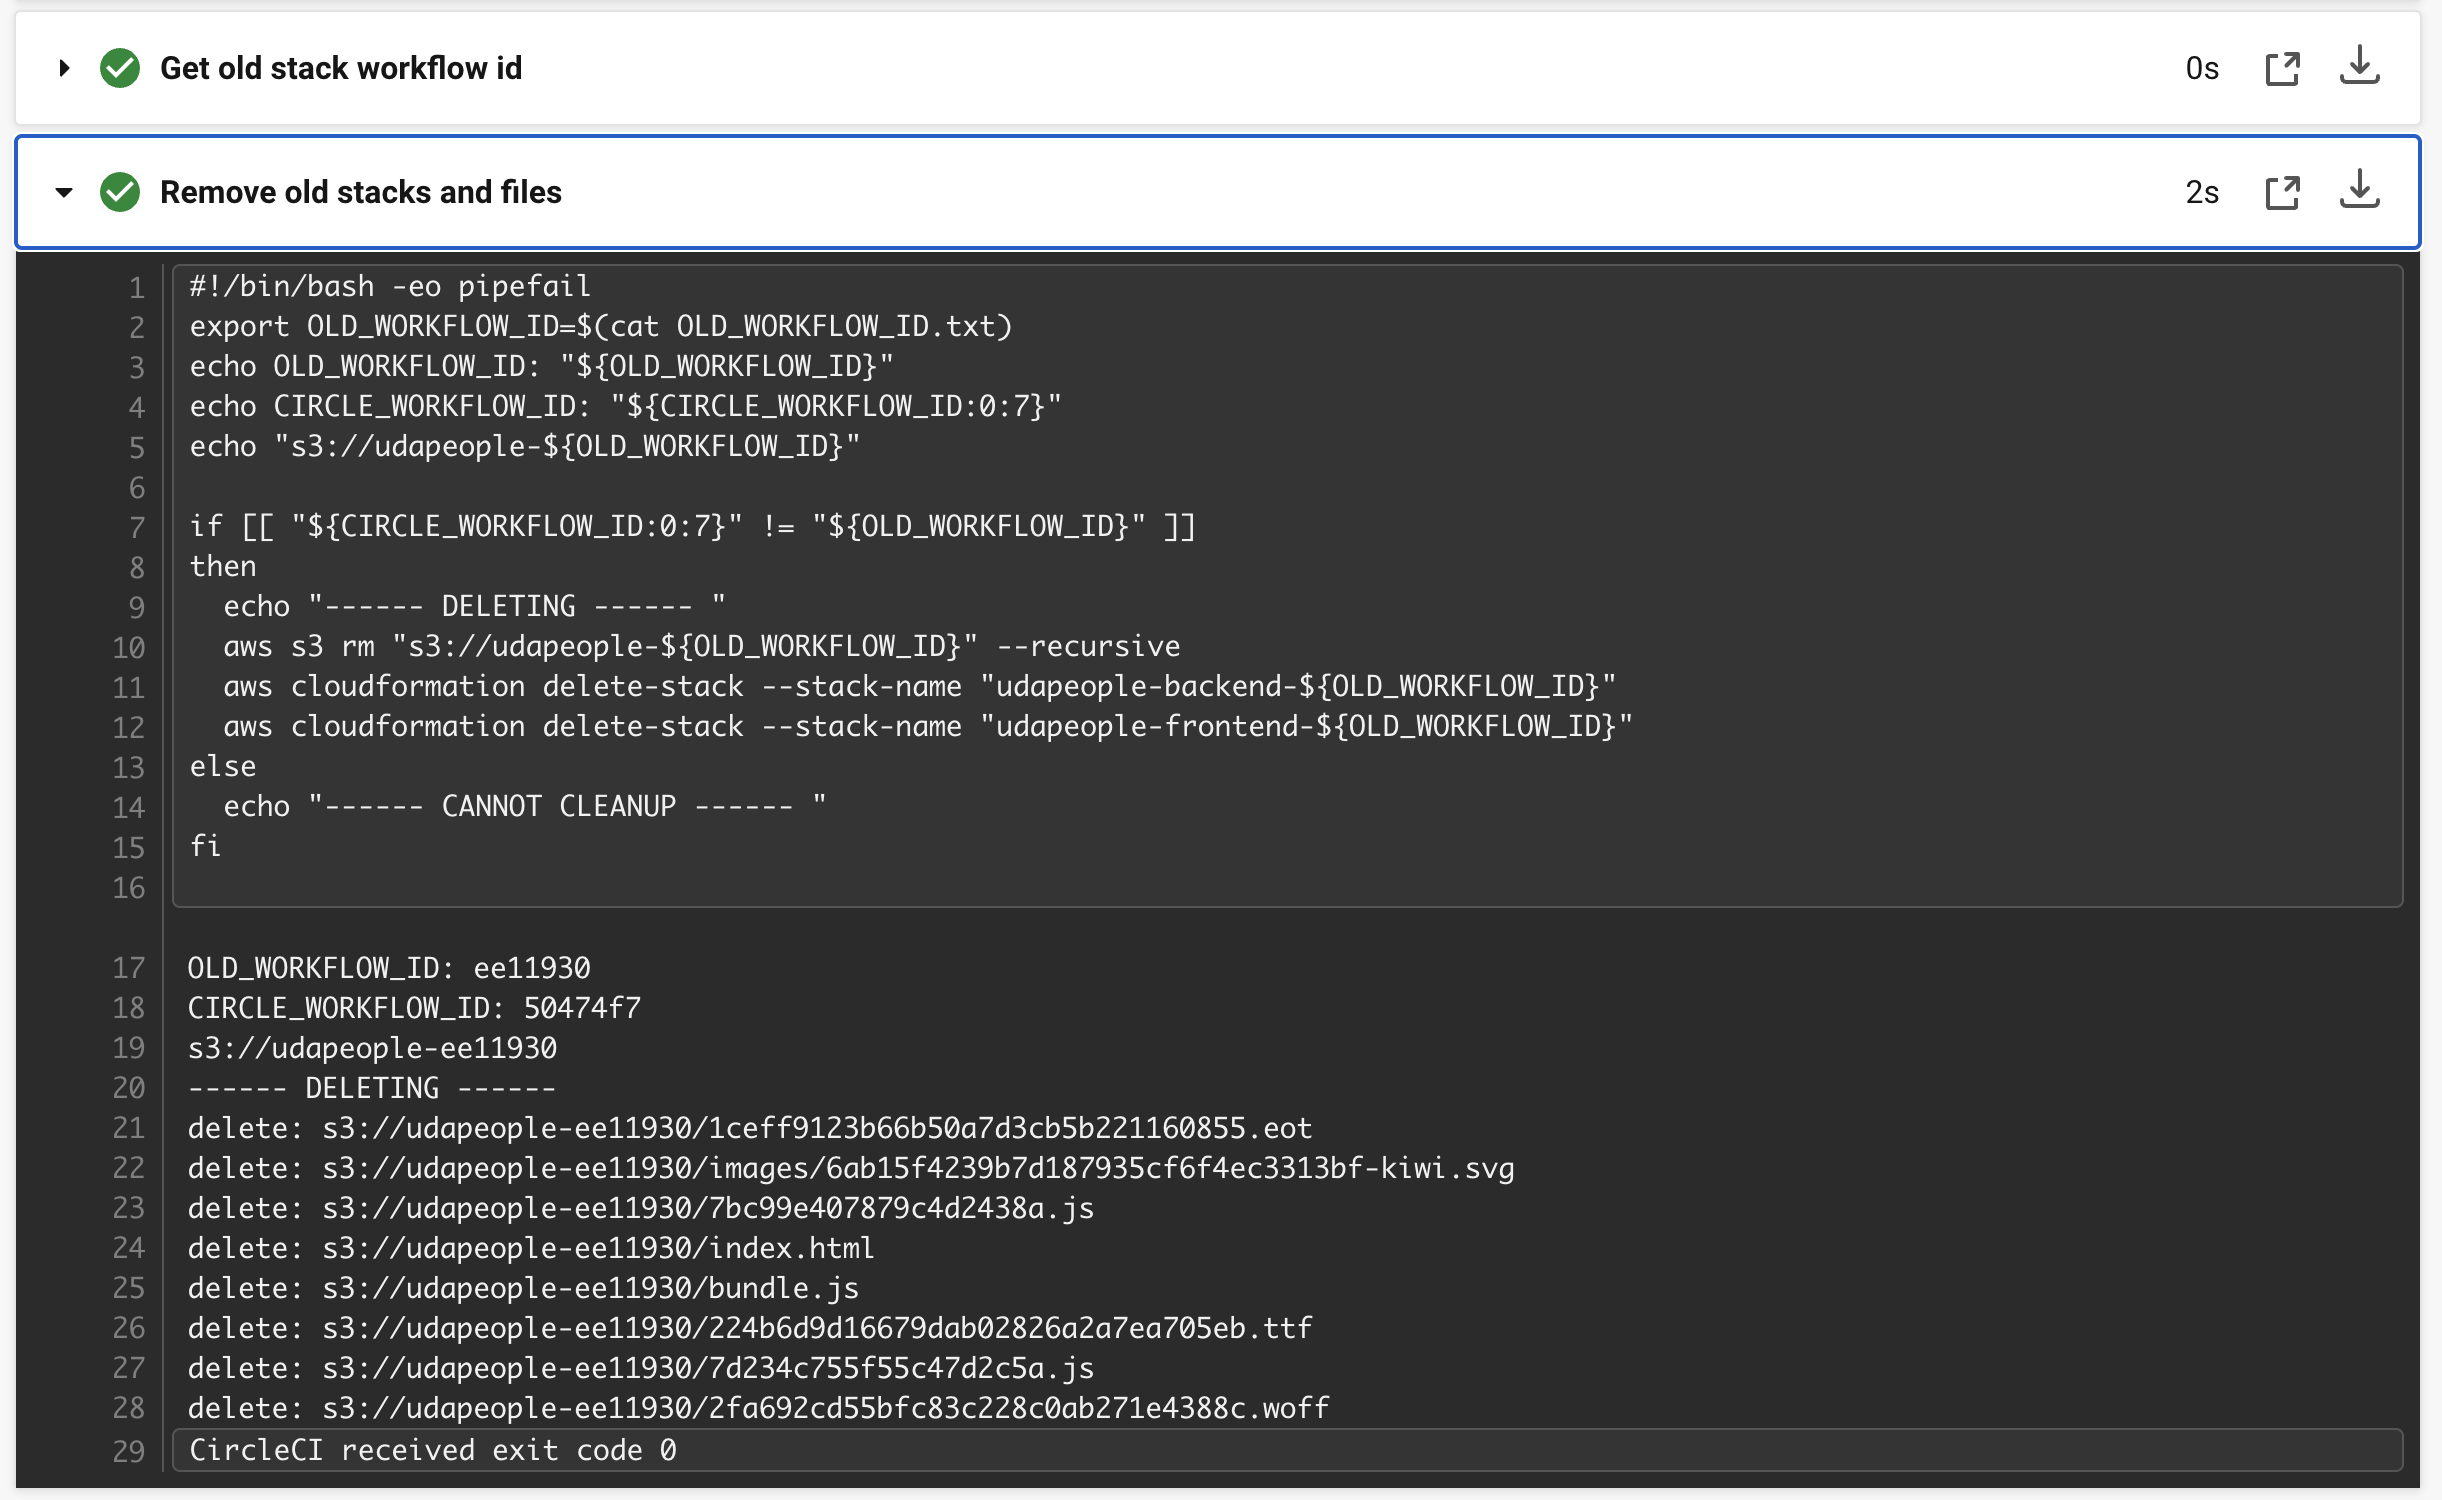 Get old stack workflow id 0s
Remove old stacks and files 2s
1 #!/bin/bash -eo pipefail
2 export OLD_WORKFLOW_ID=$(cat OLD_WORKFLOW_ID.txt)
3 echo OLD_WORKFLOW_ID: "${OLD_WORKFLOW_ID}"
4 echo CIRCLE_WORKFLOW_ID: "${CIRCLE_WORKFLOW_ID:0:7}"
5 echo "s3://udapeople-${OLD_WORKFLOW_ID}"
6
7 if [[ "${CIRCLE_WORKFLOW_ID:0:7}" != "${OLD_WORKFLOW_ID}" ]]
8 then
9   echo "------ DELETING ------ "
10   aws s3 rm "s3://udapeople-${OLD_WORKFLOW_ID}" --recursive
11   aws cloudformation delete-stack --stack-name "udapeople-backend-${OLD_WORKFLOW_ID}"
12   aws cloudformation delete-stack --stack-name "udapeople-frontend-${OLD_WORKFLOW_ID}"
13 else
14   echo "------ CANNOT CLEANUP ------ "
15 fi
16
17 OLD_WORKFLOW_ID: ee11930
18 CIRCLE_WORKFLOW_ID: 50474f7
19 s3://udapeople-ee11930
20 ------ DELETING ------
21 delete: s3://udapeople-ee11930/1ceff9123b66b50a7d3cb5b221160855.eot
22 delete: s3://udapeople-ee11930/images/6ab15f4239b7d187935cf6f4ec3313bf-kiwi.svg
23 delete: s3://udapeople-ee11930/7bc99e407879c4d2438a.js
24 delete: s3://udapeople-ee11930/index.html
25 delete: s3://udapeople-ee11930/bundle.js
26 delete: s3://udapeople-ee11930/224b6d9d16679dab02826a2a7ea705eb.ttf
27 delete: s3://udapeople-ee11930/7d234c755f55c47d2c5a.js
28 delete: s3://udapeople-ee11930/2fa692cd55bfc83c228c0ab271e4388c.woff
29 CircleCI received exit code 0